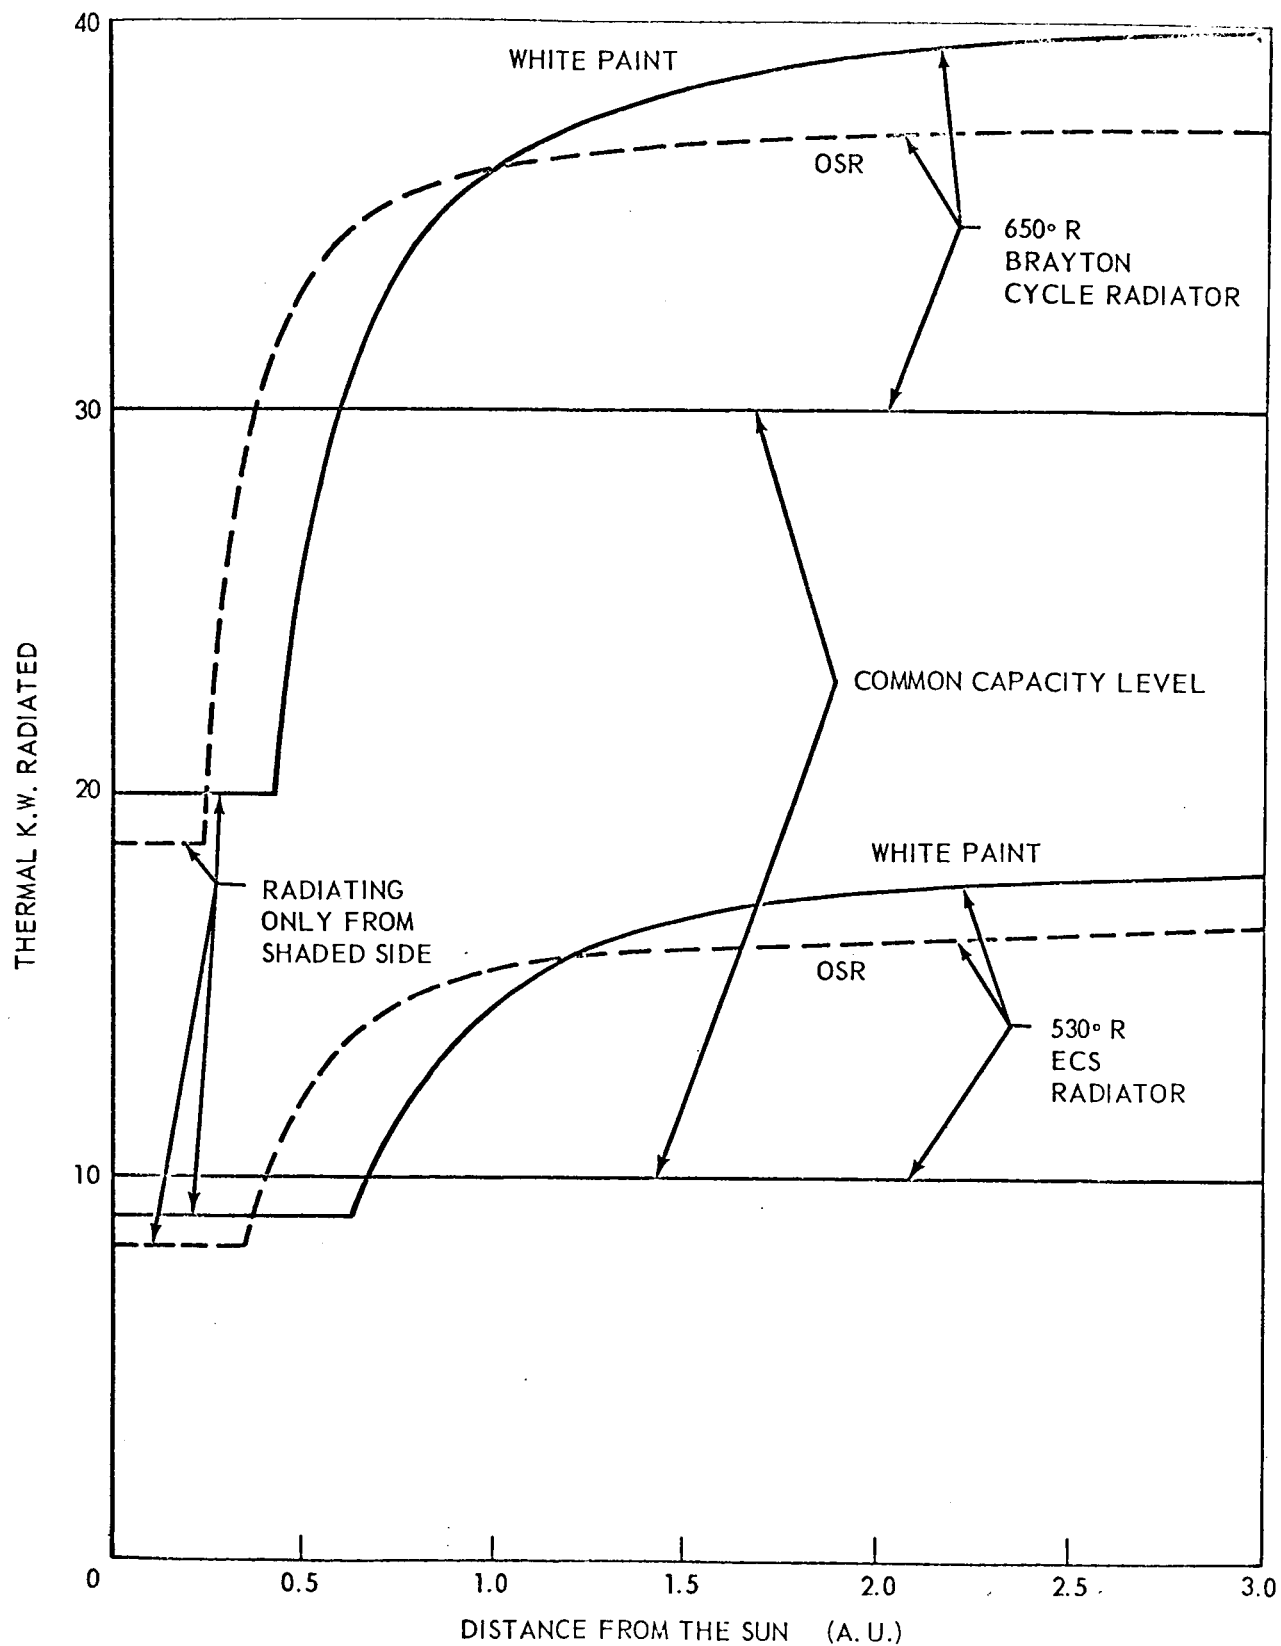 40
WHITE PAINT
OSR
650° R
BRAYTON
CYCLE RADIATOR
30
COMMON CAPACITY LEVEL
THERMAL K.W. RADIATED
20
WHITE PAINT
RADIATING
ONLY FROM
SHADED SIDE
OSR
530° R
ECS
RADIATOR
10
0
0.5
1.0
1.5
2.0
2.5
3.0
DISTANCE FROM THE SUN (A. U.)